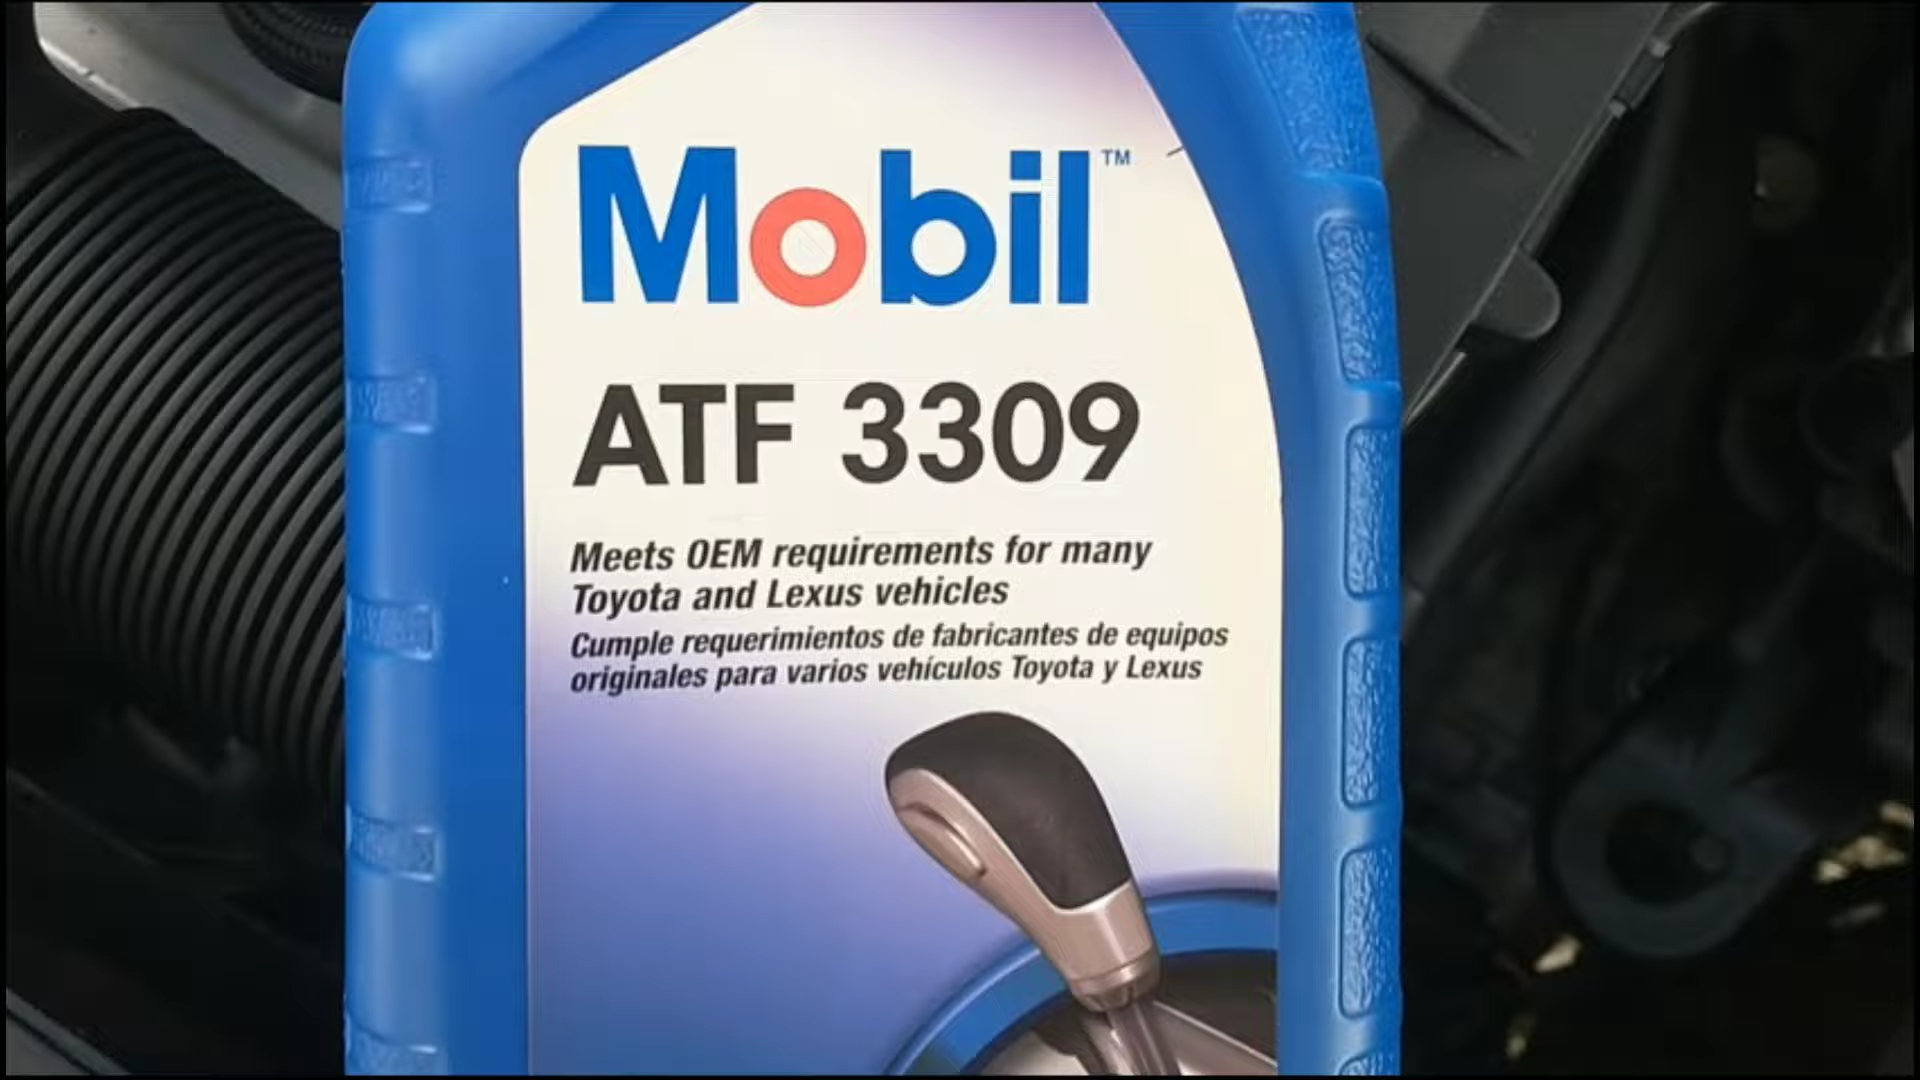 Mobil™
ATF 3309
Meets OEM requirements for many
Toyota and Lexus vehicles
Cumple requerimientos de fabricantes de equipos
originales para varios vehículos Toyota y Lexus